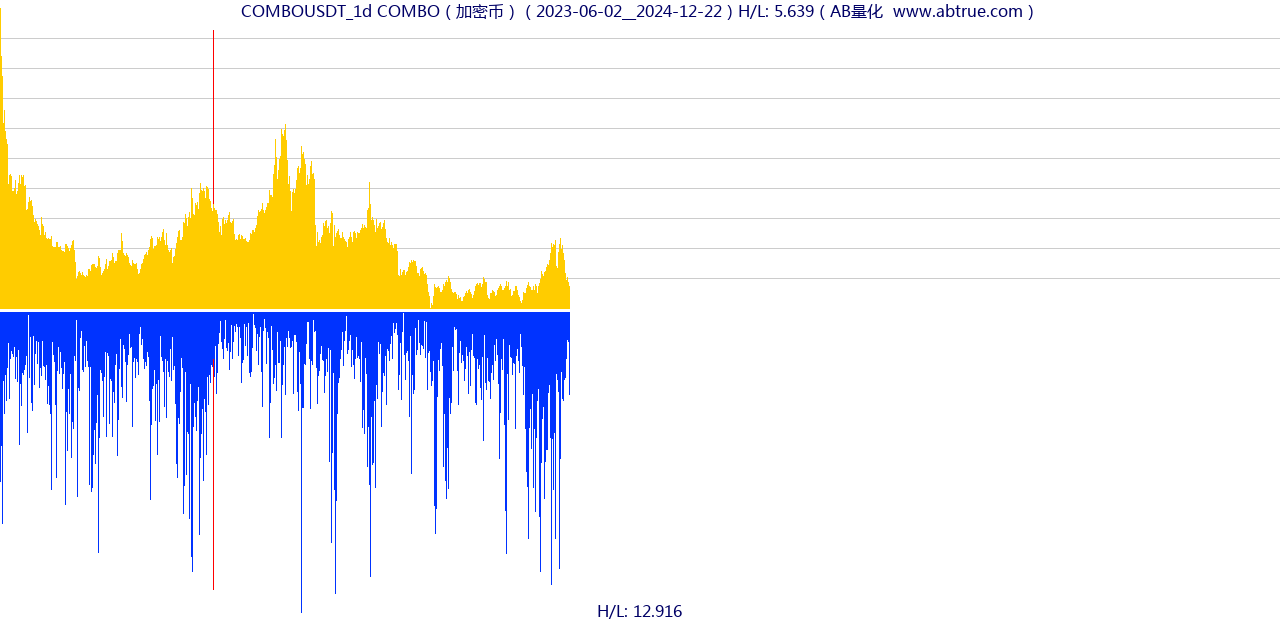 COMBOUSDT_1d COMBO ( 加密币 ) ( 2023-06-02__2024-12-22 ) H/L: 5.639 ( AB量化  www.abtrue.com )
H/L: 12.916